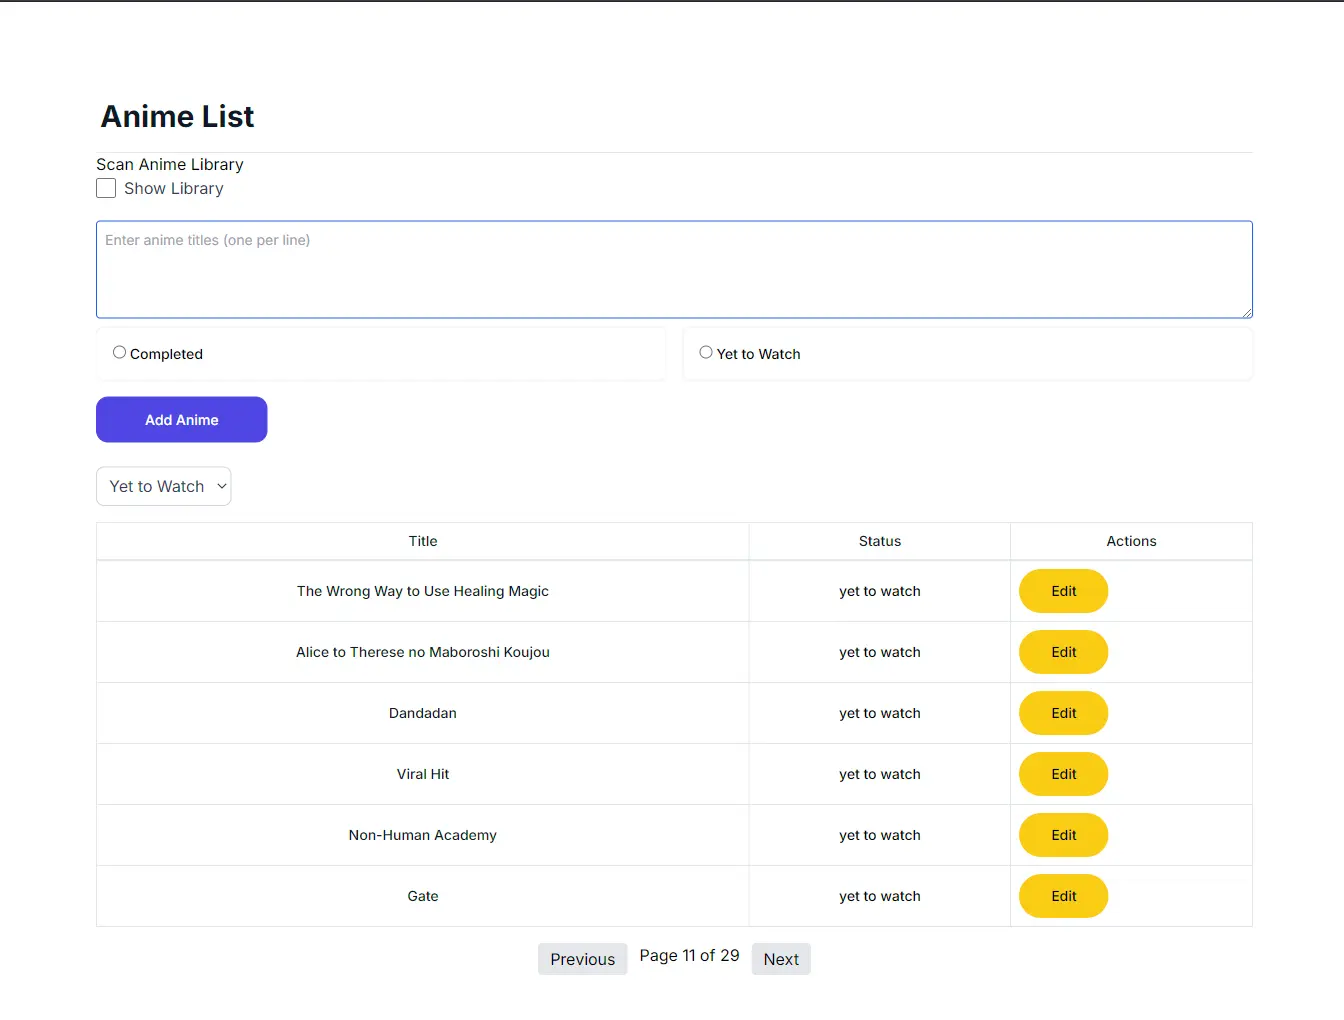 Anime List
Scan Anime Library
Show Library
Enter anime titles (one per line)
Completed
Yet to Watch
Add Anime
Yet to Watch
Title Status Actions
The Wrong Way to Use Healing Magic yet to watch Edit
Alice to Therese no Maboroshi Koujou yet to watch Edit
Dandadan yet to watch Edit
Viral Hit yet to watch Edit
Non-Human Academy yet to watch Edit
Gate yet to watch Edit
Previous Page 11 of 29 Next